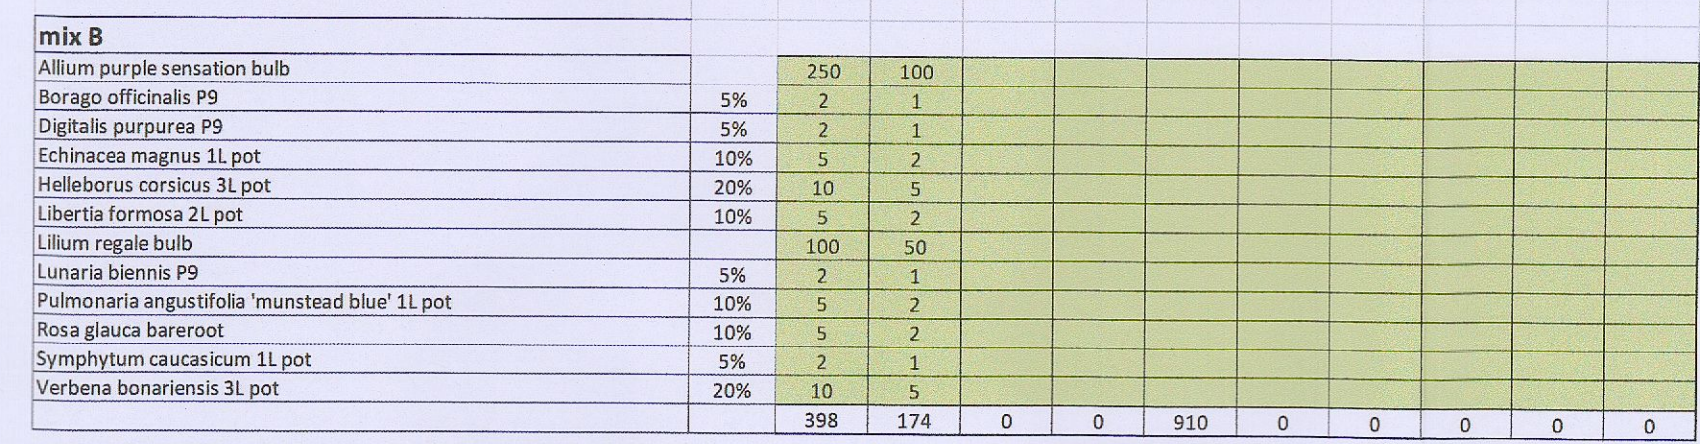 mix B
Allium purple sensation bulb 250 100
Borago officinalis P9 5% 2 1
Digitalis purpurea P9 5% 2 1
Echinacea magnus 1L pot 10% 5 2
Helleborus corsicus 3L pot 20% 10 5
Libertia formosa 2L pot 10% 5 2
Lilium regale bulb 100 50
Lunaria biennis P9 5% 2 1
Pulmonaria angustifolia 'munstead blue' 1L pot 10% 5 2
Rosa glauca bareroot 10% 5 2
Symphytum caucasicum 1L pot 5% 2 1
Verbena bonariensis 3L pot 20% 10 5
398 174 0 0 910 0 0 0 0 0